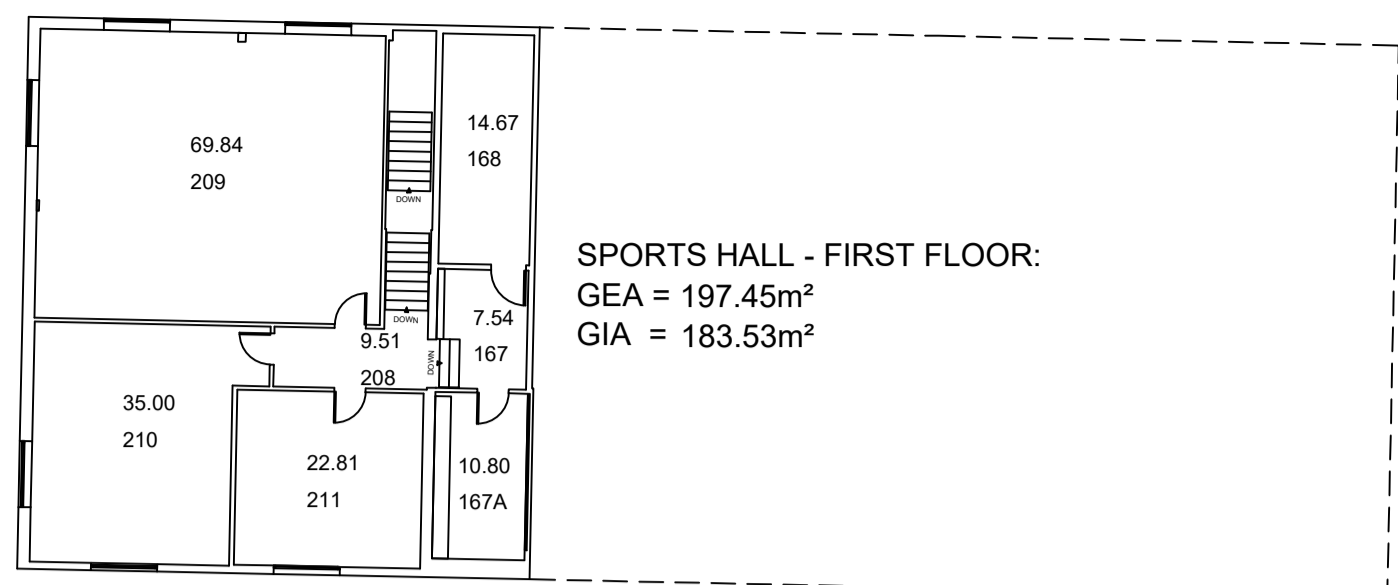 69.84
209
14.67
168
DOWN
DOWN
7.54
167
9.51
208
DOWN
35.00
210
22.81
211
10.80
167A
SPORTS HALL - FIRST FLOOR:
GEA = 197.45m²
GIA = 183.53m²